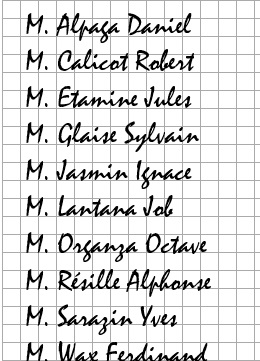 M. Alpaga Daniel
M. Calicot Robert
M. Etamine Jules
M. Glaise Sylvain
M. Jasmin Ignace
M. Lantana Job
M. Organza Octave
M. Résille Alphonse
M. Sarazin Yves
M. Wax Ferdinand